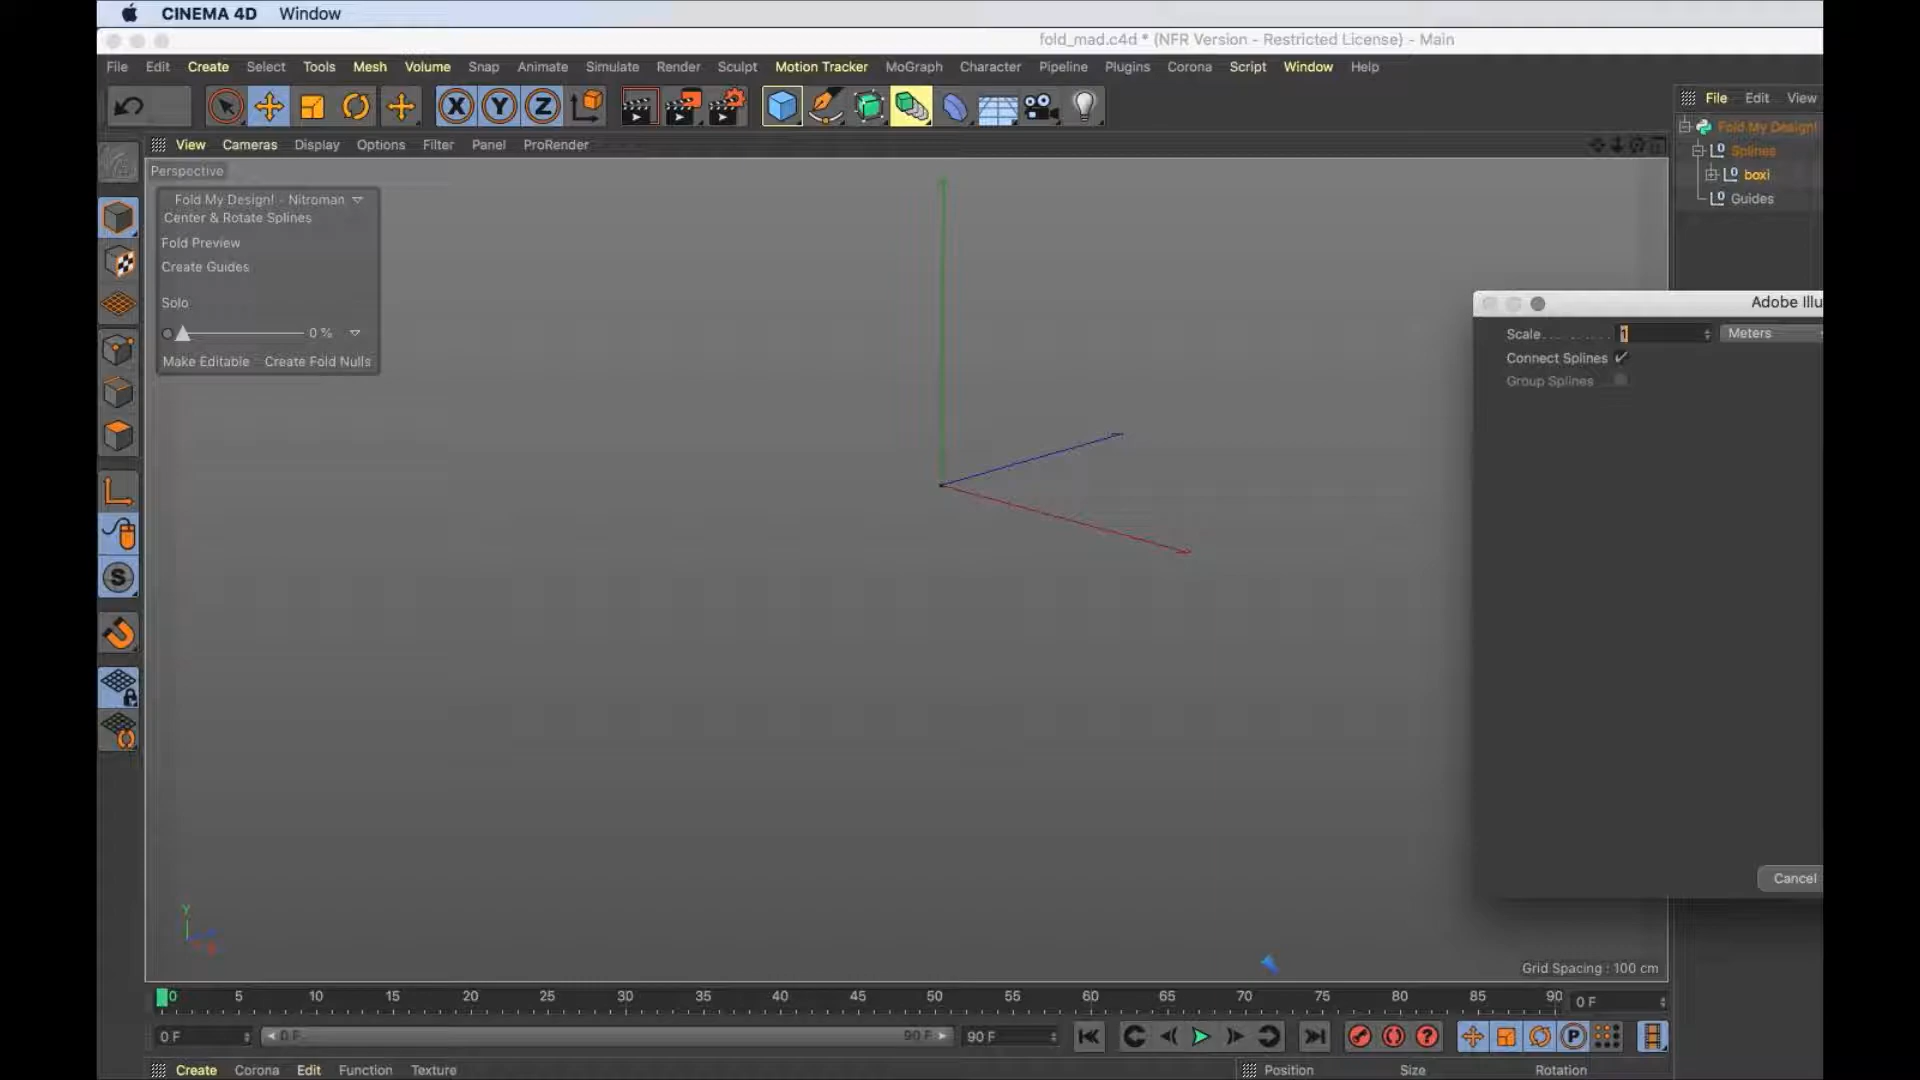 CINEMA 4D Window
fold_mad.c4d * (NFR Version - Restricted License) - Main
File Edit Create Select Tools Mesh Volume Snap Animate Simulate Render Sculpt Motion Tracker MoGraph Character Pipeline Plugins Corona Script Window Help
X Y Z
File Edit View
View Cameras Display Options Filter Panel ProRender
Perspective
Fold My Design! - Nitroman
Center & Rotate Splines
Fold Preview
Create Guides
Solo
0 %
Make Editable Create Fold Nulls
Fold My Design!
Splines
boxi
Guides
Adobe Illu
Scale 1 Meters
Connect Splines
Group Splines
Cancel
S
Y
Grid Spacing : 100 cm
0 5 10 15 20 25 30 35 40 45 50 55 60 65 70 75 80 85 90 0 F
0 F 0 F 90 F 90 F P
Create Corona Edit Function Texture
Position Size Rotation